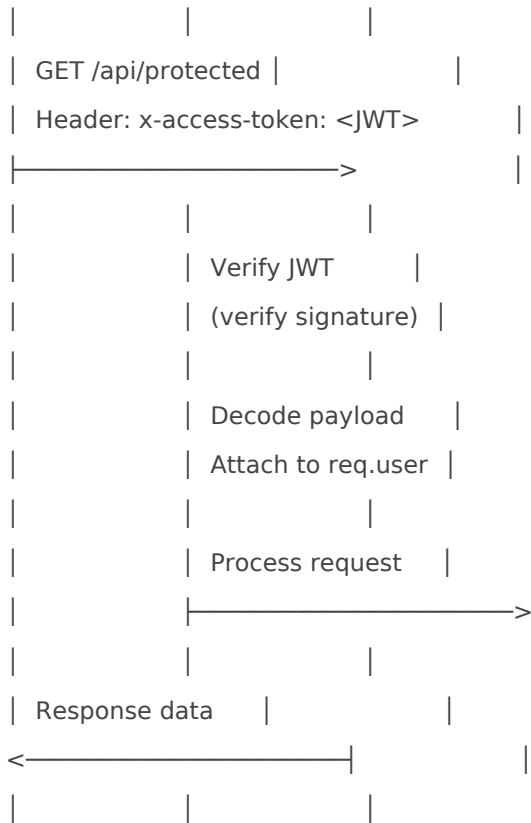 GET /api/protected
Header: x-access-token: <JWT>
Verify JWT
(verify signature)
Decode payload
Attach to req.user
Process request
Response data